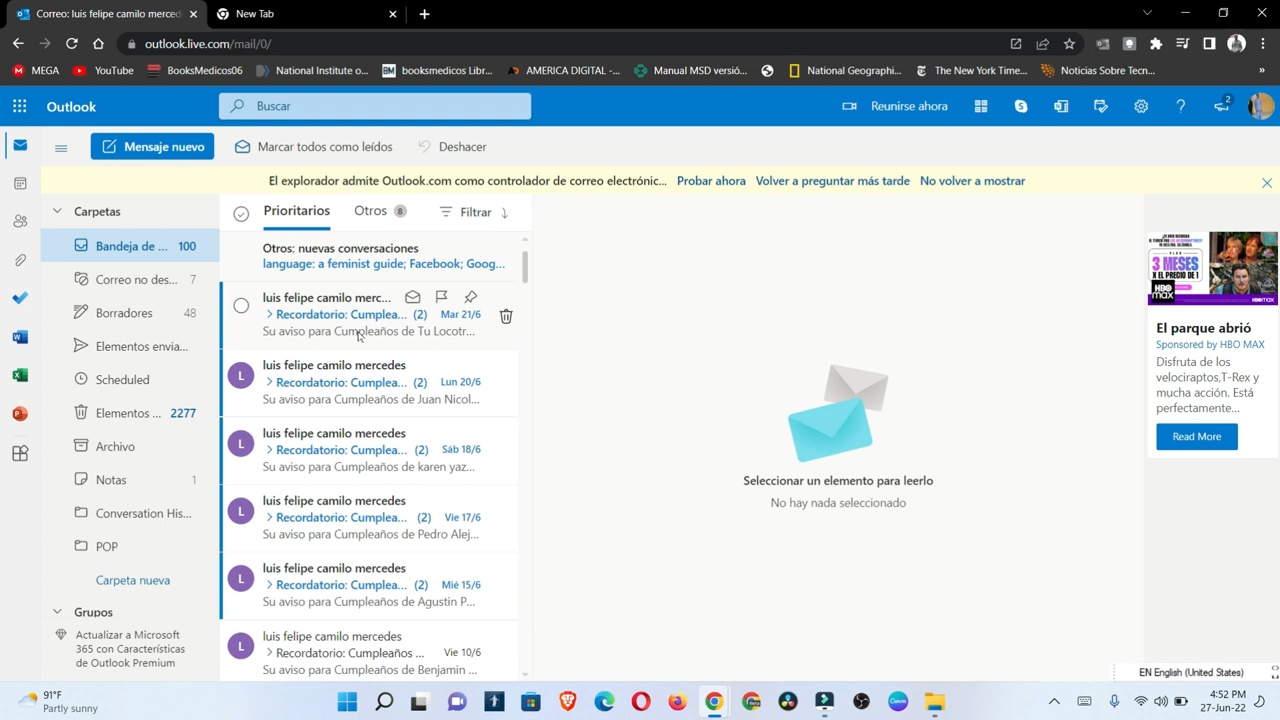 Correo: luis felipe camilo merced
New Tab
outlook.live.com/mail/0/
MEGA
YouTube
BooksMedicos06
National Institute o...
booksmedicos Libr...
AMERICA DIGITAL -...
Manual MSD versió...
National Geographi...
The New York Time...
Noticias Sobre Tecn...
Outlook
Buscar
Reunirse ahora
2
Mensaje nuevo
Marcar todos como leídos
Deshacer
El explorador admite Outlook.com como controlador de correo electrónic...
Probar ahora
Volver a preguntar más tarde
No volver a mostrar
Carpetas
Bandeja de ... 100
Correo no des... 7
Borradores 48
Elementos envia...
Scheduled
Elementos ... 2277
Archivo
Notas 1
Conversation His...
POP
Carpeta nueva
Grupos
Actualizar a Microsoft
365 con Características
de Outlook Premium
Prioritarios
Otros 8
Filtrar
Otros: nuevas conversaciones
language: a feminist guide; Facebook; Goog...
luis felipe camilo merc...
Recordatorio: Cumplea... (2) Mar 21/6
Su aviso para Cumpleaños de Tu Locotr...
L
luis felipe camilo mercedes
Recordatorio: Cumplea... (2) Lun 20/6
Su aviso para Cumpleaños de Juan Nicol...
L
luis felipe camilo mercedes
Recordatorio: Cumplea... (2) Sáb 18/6
Su aviso para Cumpleaños de karen yaz...
L
luis felipe camilo mercedes
Recordatorio: Cumplea... (2) Vie 17/6
Su aviso para Cumpleaños de Pedro Alej...
L
luis felipe camilo mercedes
Recordatorio: Cumplea... (2) Mié 15/6
Su aviso para Cumpleaños de Agustin P...
L
luis felipe camilo mercedes
Recordatorio: Cumpleaños ... Vie 10/6
Su aviso para Cumpleaños de Benjamin ...
Seleccionar un elemento para leerlo
No hay nada seleccionado
3 MESES
X EL PRECIO DE 1
HBO
max
HBOMAX
El parque abrió
Sponsored by HBO MAX
Disfruta de los
velociraptos,T-Rex y
mucha acción. Está
perfectamente...
Read More
EN English (United States)
91°F
Partly sunny
4:52 PM
27-Jun-22